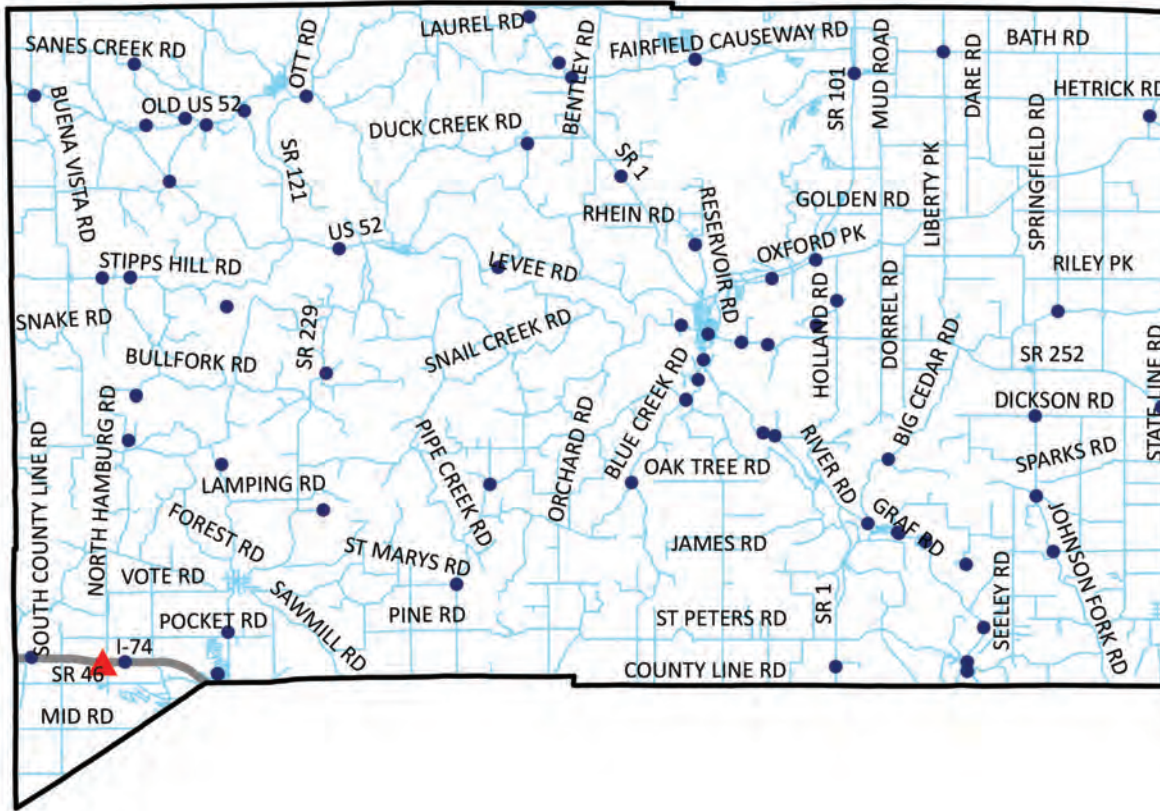 LAUREL RD
SANES CREEK RD
OTT RD
BENTLEY RD
FAIRFIELD CAUSEWAY RD
SR 101
MUD ROAD
DARE RD
BATH RD
HETRICK RD
OLD US 52
BUENA VISTA RD
SR 121
DUCK CREEK RD
SR 1
RHEIN RD
RESERVOIR RD
GOLDEN RD
LIBERTY PK
SPRINGFIELD RD
US 52
STIPPS HILL RD
LEVEE RD
OXFORD PK
RILEY PK
SNAKE RD
SR 229
SNAIL CREEK RD
HOLLAND RD
DORREL RD
BULLFORK RD
BLUE CREEK RD
BIG CEDAR RD
SR 252
DICKSON RD
STATE LINE RD
SOUTH COUNTY LINE RD
NORTH HAMBURG RD
PIPE CREEK RD
ORCHARD RD
OAK TREE RD
RIVER RD
SPARKS RD
LAMPING RD
FOREST RD
ST MARYS RD
JAMES RD
GRAF RD
JOHNSON FORK RD
VOTE RD
SAWMILL RD
PINE RD
ST PETERS RD
SR 1
SEELEY RD
POCKET RD
I-74
SR 46
COUNTY LINE RD
MID RD